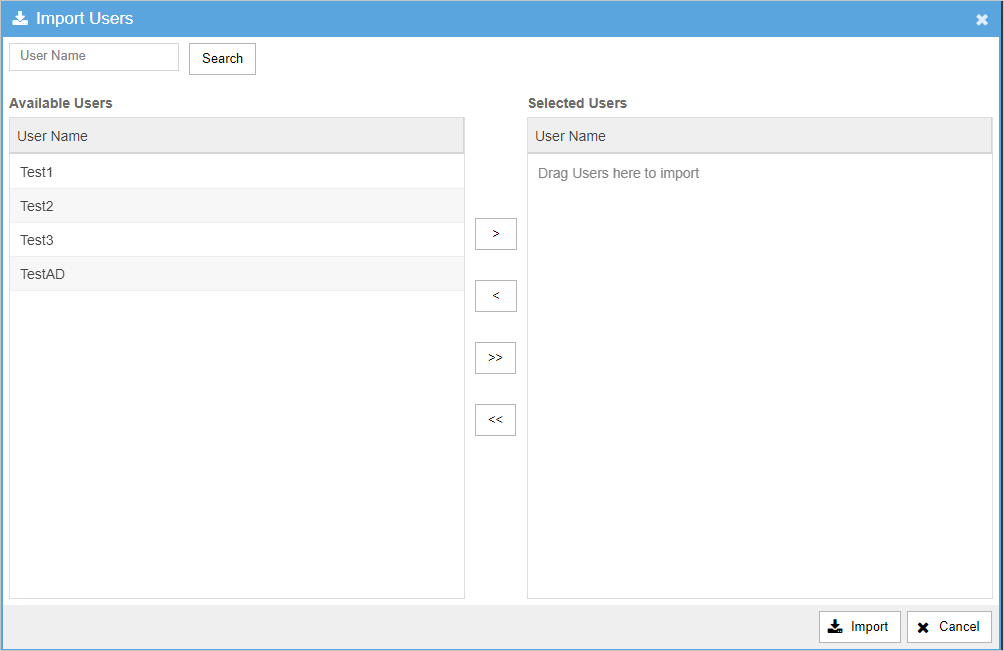 Import Users
User Name
Search
Available Users
User Name
Test1
Test2
Test3
TestAD
>
<
>>
<<
Selected Users
User Name
Drag Users here to import
Import
Cancel